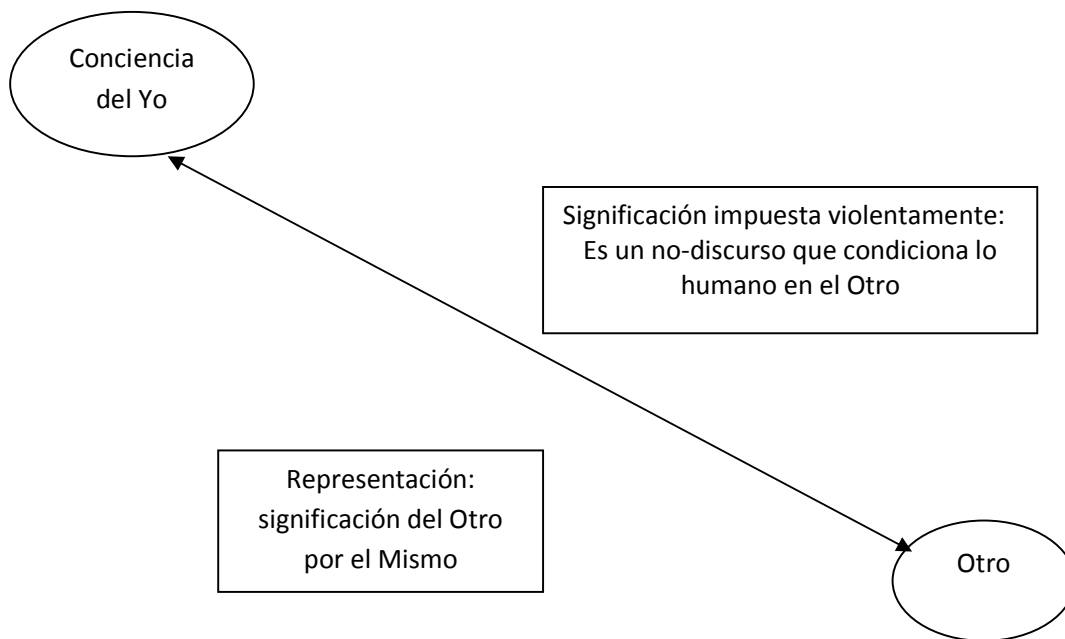 Conciencia
del Yo
Significación impuesta violentamente:
Es un no-discurso que condiciona lo
humano en el Otro
Representación:
significación del Otro
por el Mismo
Otro